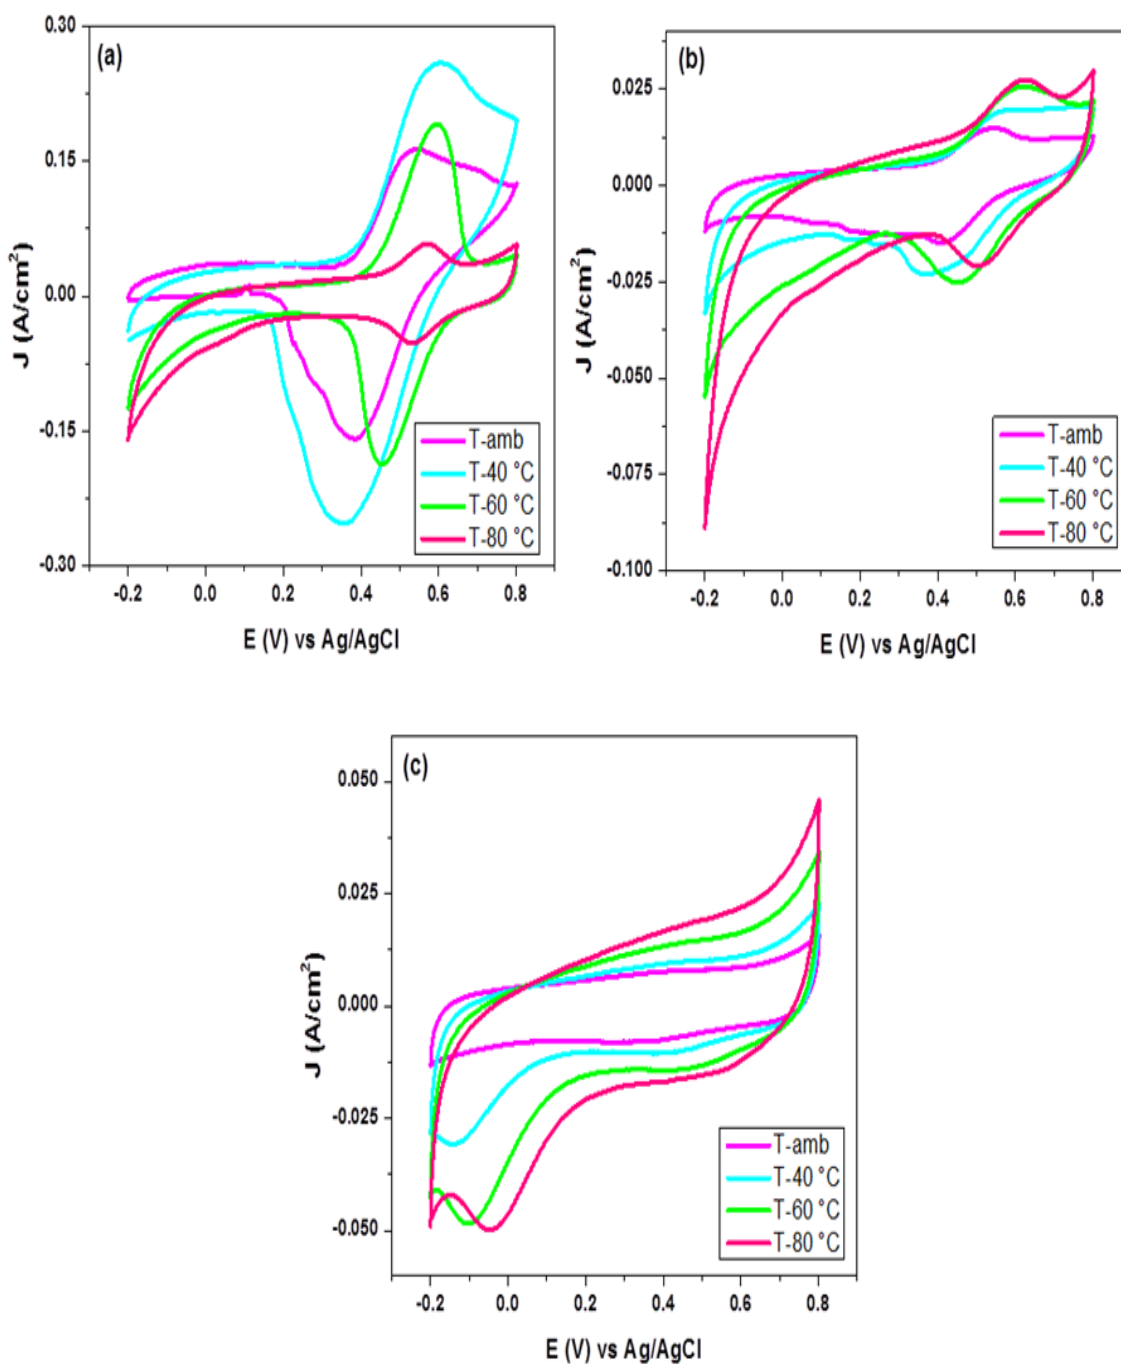 (a)
0.30
0.15
0.00
-0.15
-0.30
J (A/cm²)
-0.2 0.0 0.2 0.4 0.6 0.8
E (V) vs Ag/AgCl
T-amb
T-40 °C
T-60 °C
T-80 °C
(b)
0.025
0.000
-0.025
-0.050
-0.075
-0.100
J (A/cm²)
-0.2 0.0 0.2 0.4 0.6 0.8
E (V) vs Ag/AgCl
T-amb
T-40 °C
T-60 °C
T-80 °C
(c)
0.050
0.025
0.000
-0.025
-0.050
J (A/cm²)
-0.2 0.0 0.2 0.4 0.6 0.8
E (V) vs Ag/AgCl
T-amb
T-40 °C
T-60 °C
T-80 °C